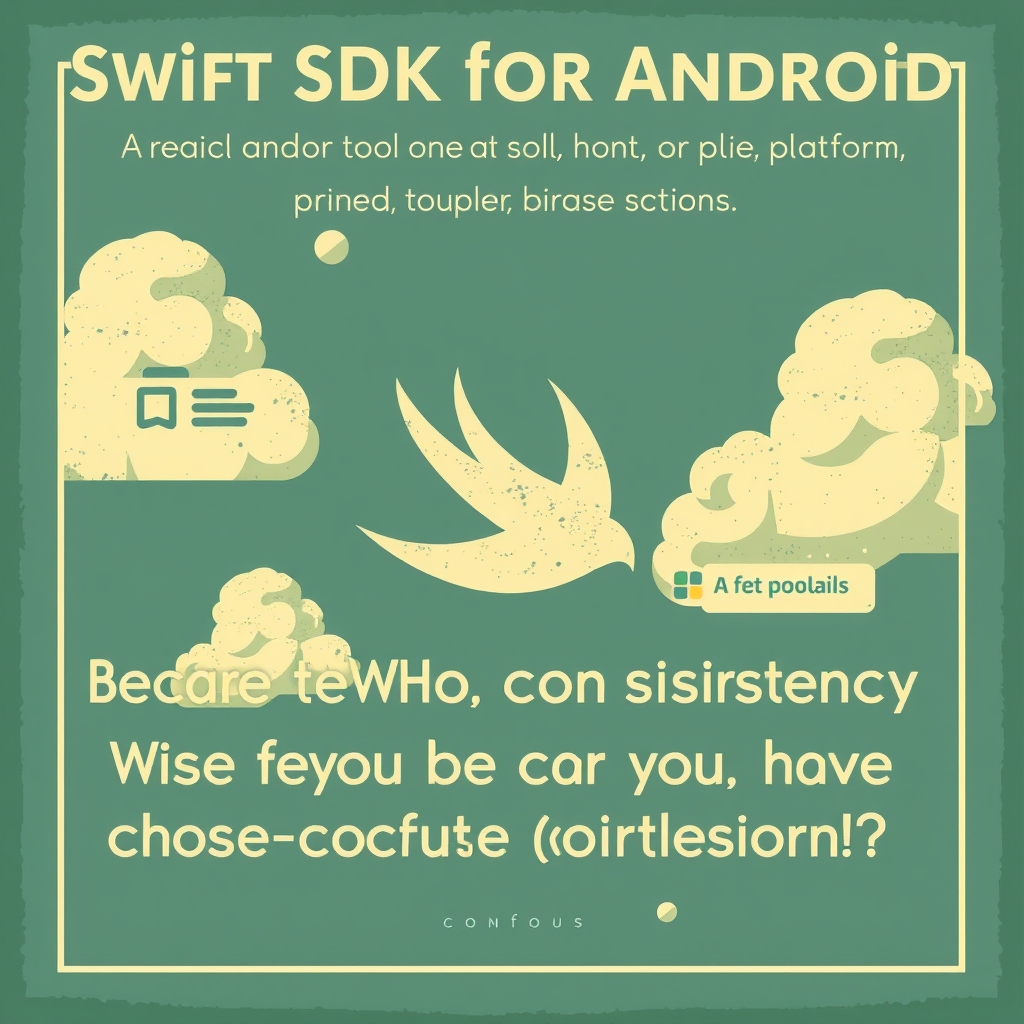 SWiFT SDK foR ANDROiD
A reaicl andor tool one at soll, hont, or plie, platform,
prined, toupler, birase sctions.
A fet poolails
Becare teWHo, con sisirstency
Wise feyou be car you, have
chose-cocfute ((oirtlesiorn!?
coNfous